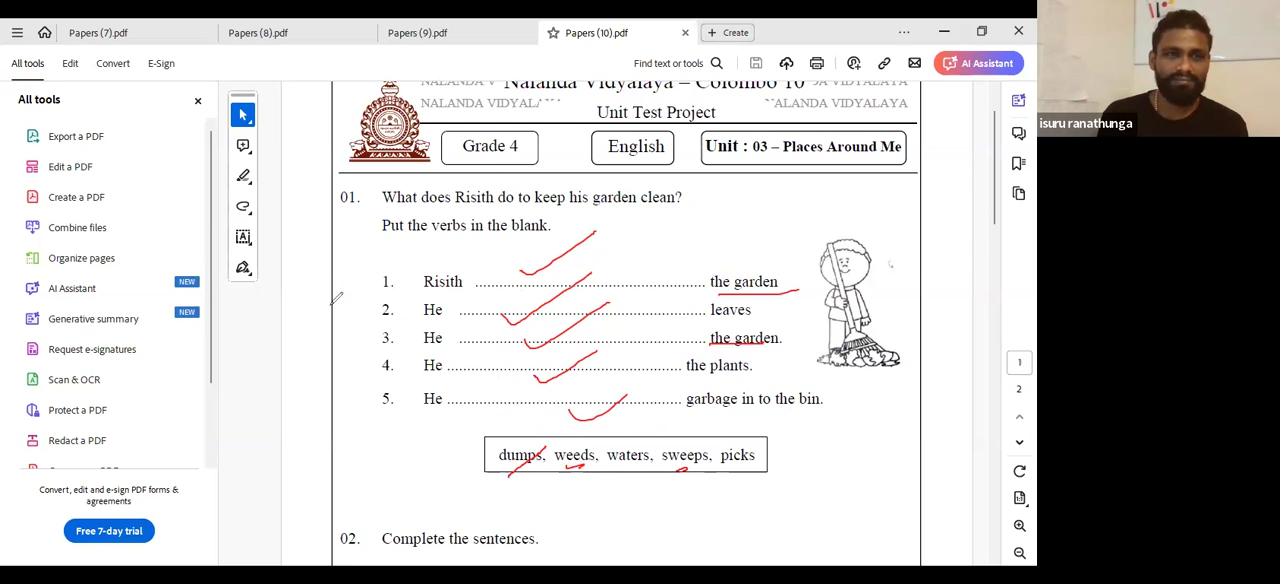 Papers (7).pdf
Papers (8).pdf
Papers (9).pdf
Papers (10).pdf
+ Create
All tools
Edit
Convert
E-Sign
Find text or tools
AI Assistant
All tools
Export a PDF
Edit a PDF
Create a PDF
Combine files
Organize pages
AI Assistant NEW
Generative summary NEW
Request e-signatures
Scan & OCR
Protect a PDF
Redact a PDF
Convert, edit and e-sign PDF forms &
agreements
Free 7-day trial
Nalanda Vidyalaya – Colombo 10
NALANDA VIDYALA
NALANDA VIDYALAYA
Unit Test Project
Grade 4
English
Unit : 03 – Places Around Me
01. What does Risith do to keep his garden clean?
Put the verbs in the blank.
1. Risith .......................................................... the garden
2. He .............................................................. leaves
3. He .............................................................. the garden.
4. He ........................................................... the plants.
5. He ........................................................... garbage in to the bin.
dumps, weeds, waters, sweeps, picks
02. Complete the sentences.
1
2
isuru ranathunga